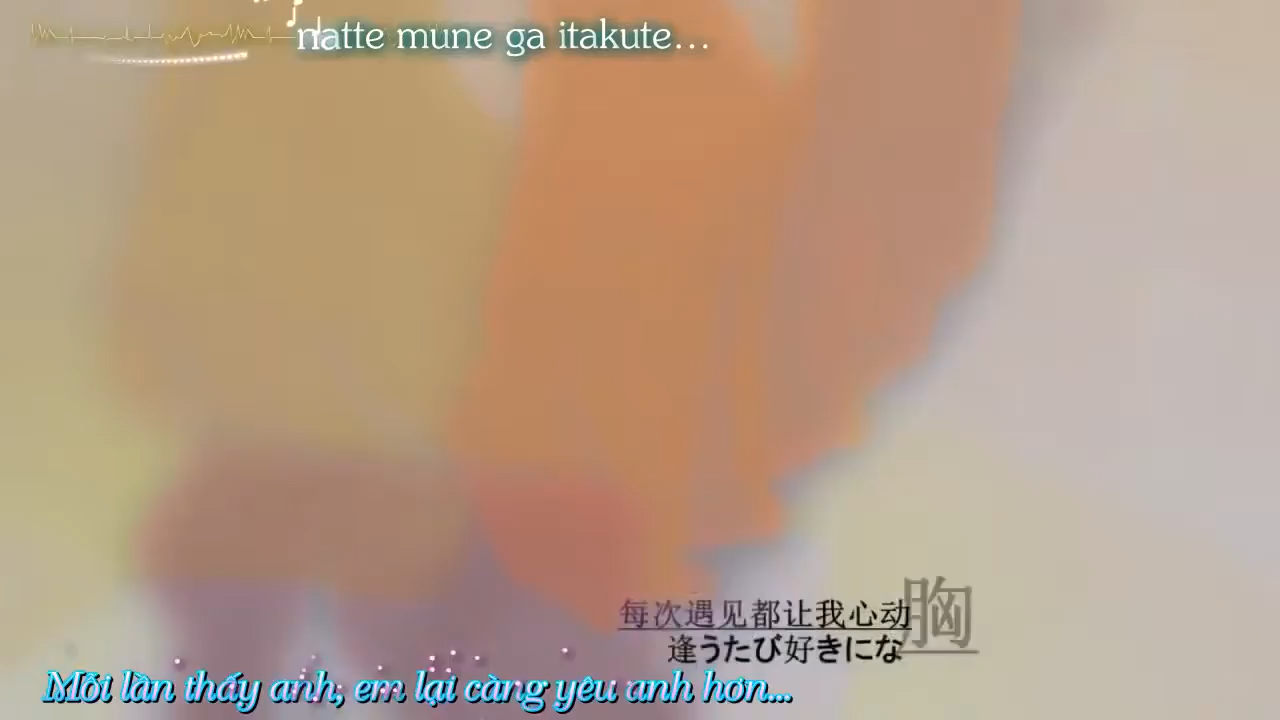 natte mune ga itakute...
每次遇见都让我心动
胸
逢うたび好きにな
Mỗi lần thấy anh, em lại càng yêu anh hơn...